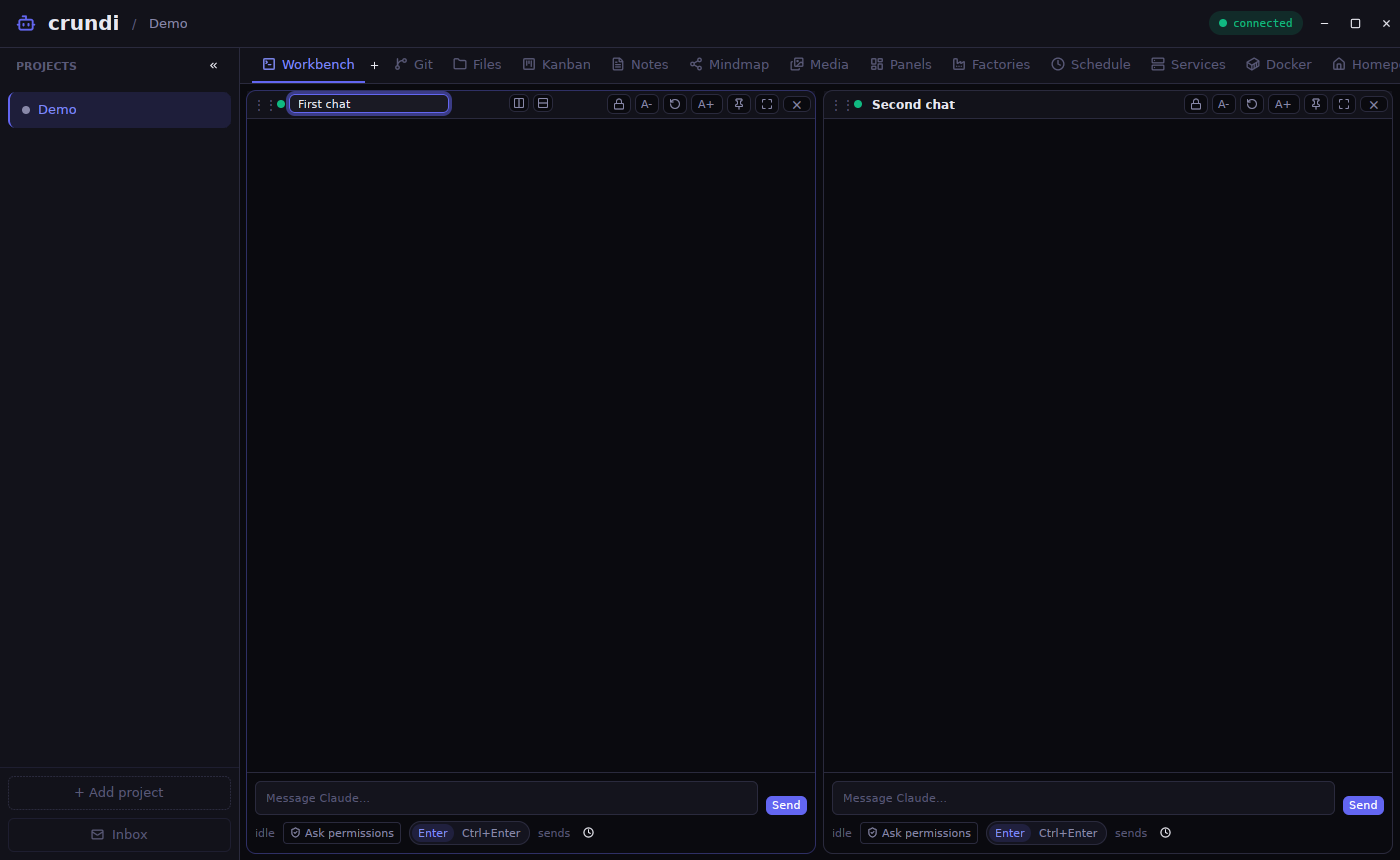 crundi / Demo
connected
PROJECTS «
Demo
+ Add project
Inbox
Workbench + Git Files Kanban Notes Mindmap Media Panels Factories Schedule Services Docker Homep
First chat A- A+
Second chat A- A+
Message Claude... Send
idle Ask permissions Enter Ctrl+Enter sends
Message Claude... Send
idle Ask permissions Enter Ctrl+Enter sends